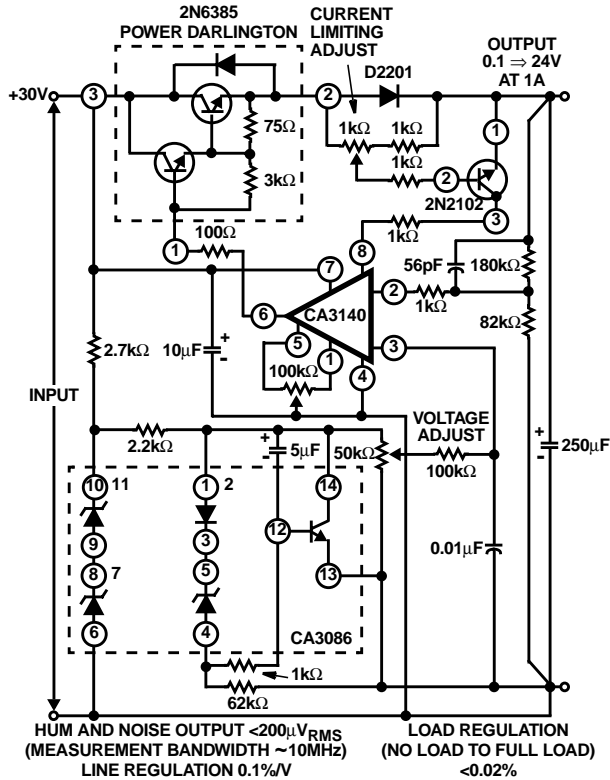 2N6385
POWER DARLINGTON
CURRENT
LIMITING
ADJUST
OUTPUT
0.1 ⇒ 24V
AT 1A
D2201
+30V
3
2
1
75Ω
3kΩ
1kΩ
1kΩ
1kΩ
2
2N2102
3
1
100Ω
1kΩ
8
7
6
CA3140
5
1
4
2
3
1kΩ
56pF
180kΩ
82kΩ
2.7kΩ
10μF
+
-
100kΩ
INPUT
VOLTAGE
ADJUST
2.2kΩ
+
-
5μF
50kΩ
100kΩ
+
-
250μF
10
11
1
2
14
12
9
3
8
7
5
13
0.01μF
6
4
CA3086
1kΩ
62kΩ
HUM AND NOISE OUTPUT <200μVRMS
(MEASUREMENT BANDWIDTH ~10MHz)
LINE REGULATION 0.1%/V
LOAD REGULATION
(NO LOAD TO FULL LOAD)
<0.02%